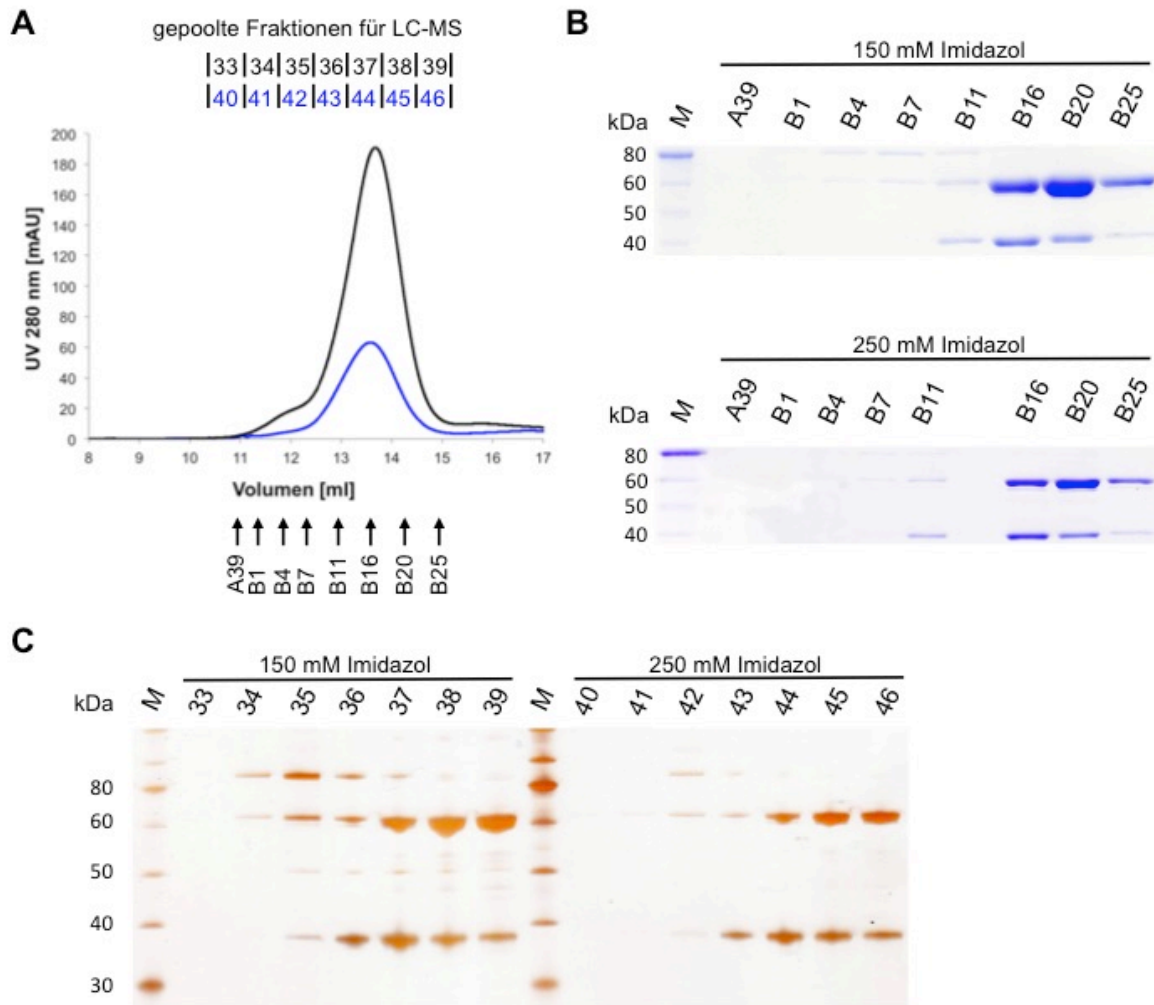 A
gepoolte Fraktionen für LC-MS
|33|34|35|36|37|38|39|
|40|41|42|43|44|45|46|
UV 280 nm [mAU]
200
180
160
140
120
100
80
60
40
20
0
8 9 10 11 12 13 14 15 16 17
Volumen [ml]
A39 B1 B4 B7 B11 B16 B20 B25
B
150 mM Imidazol
kDa M A39 B1 B4 B7 B11 B16 B20 B25
80
60
50
40
250 mM Imidazol
kDa M A39 B1 B4 B7 B11 B16 B20 B25
80
60
50
40
C
150 mM Imidazol 250 mM Imidazol
kDa M 33 34 35 36 37 38 39 M 40 41 42 43 44 45 46
80
60
50
40
30